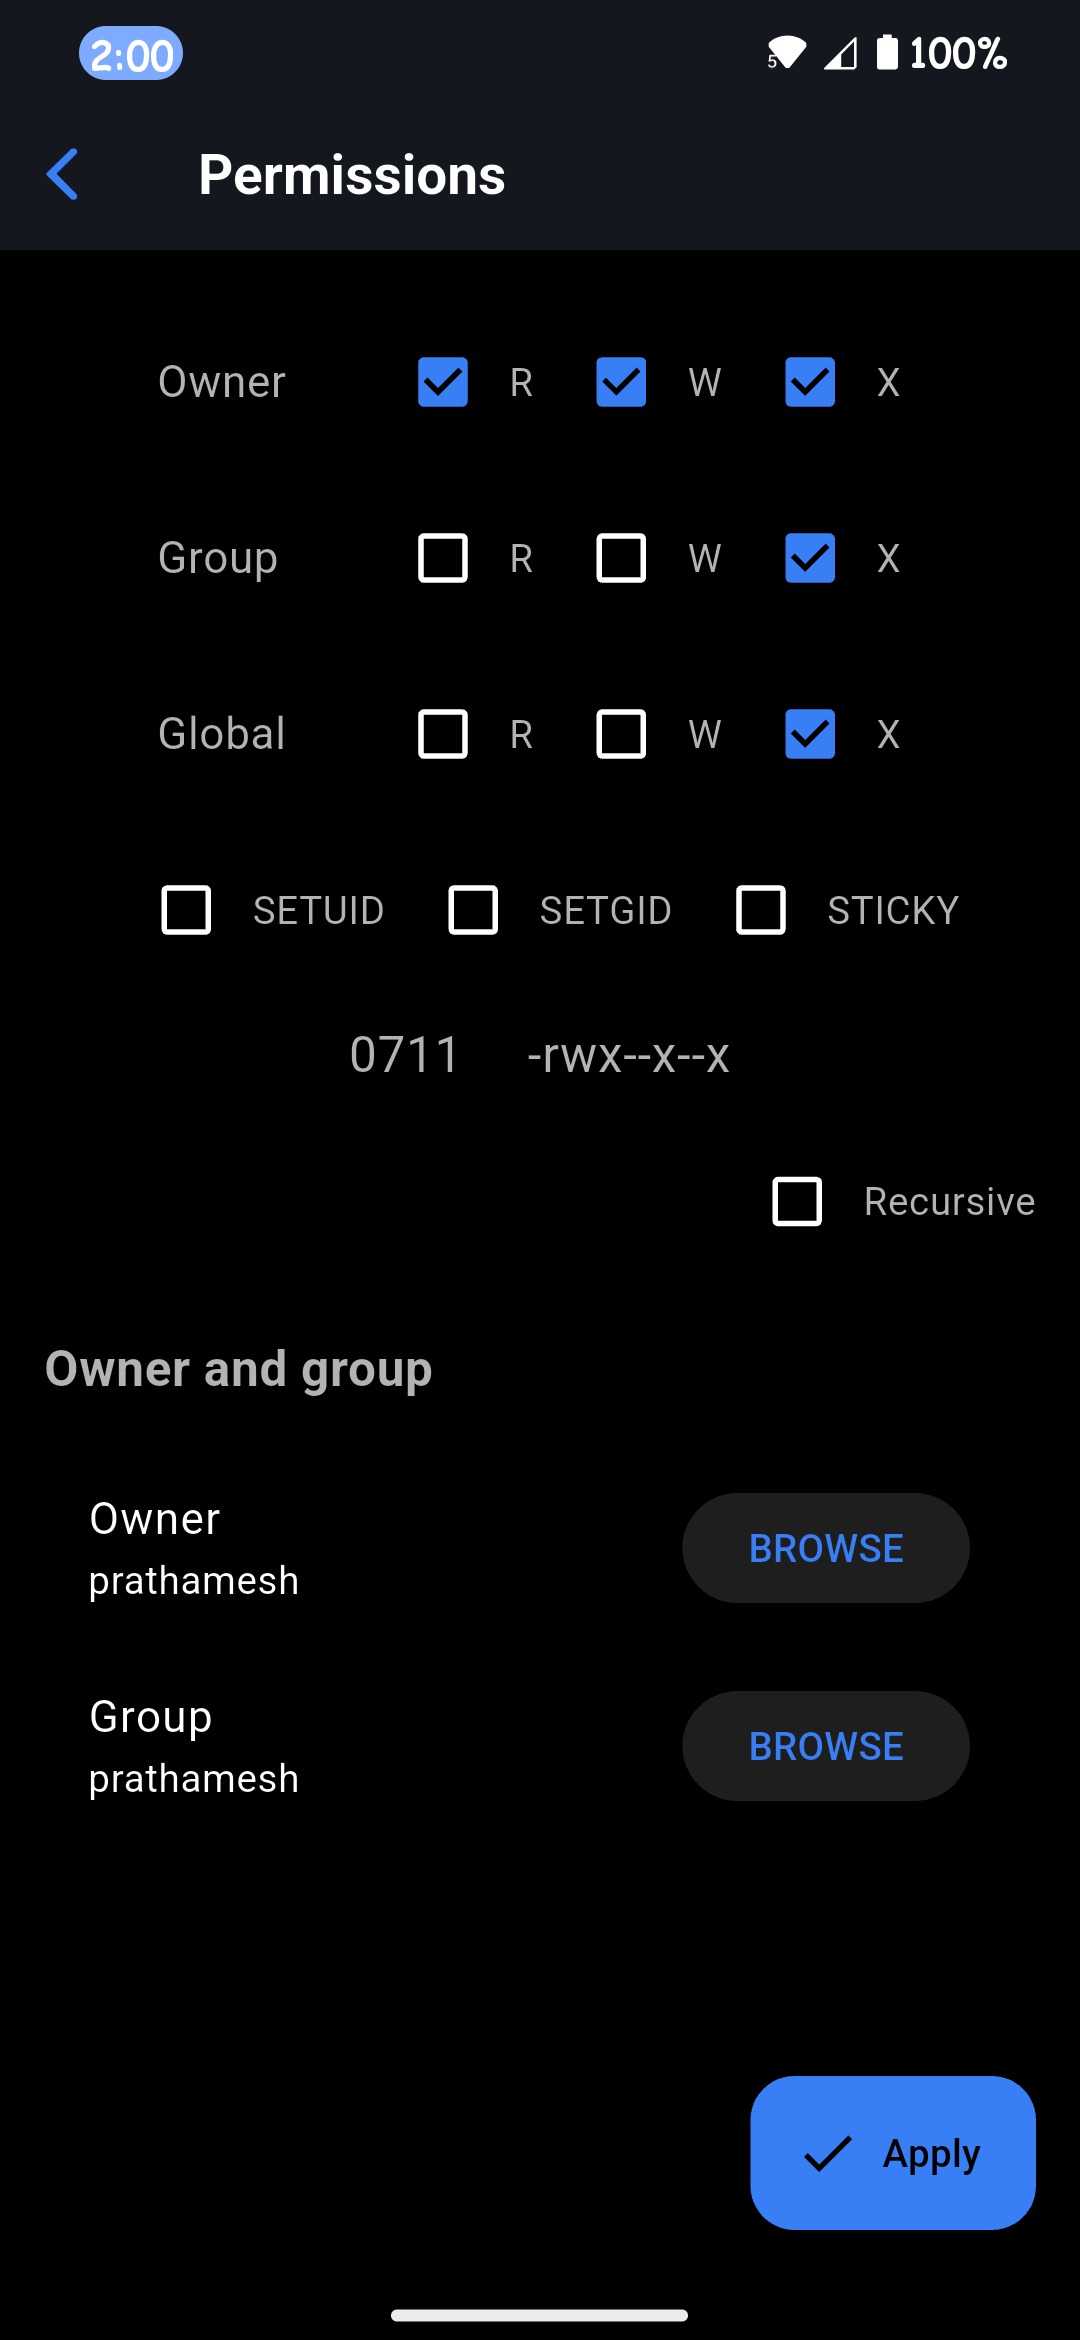 2:00 5 100%
Permissions
Owner R W X
Group R W X
Global R W X
SETUID SETGID STICKY
0711 -rwx--x--x
Recursive
Owner and group
Owner
prathamesh
BROWSE
Group
prathamesh
BROWSE
Apply